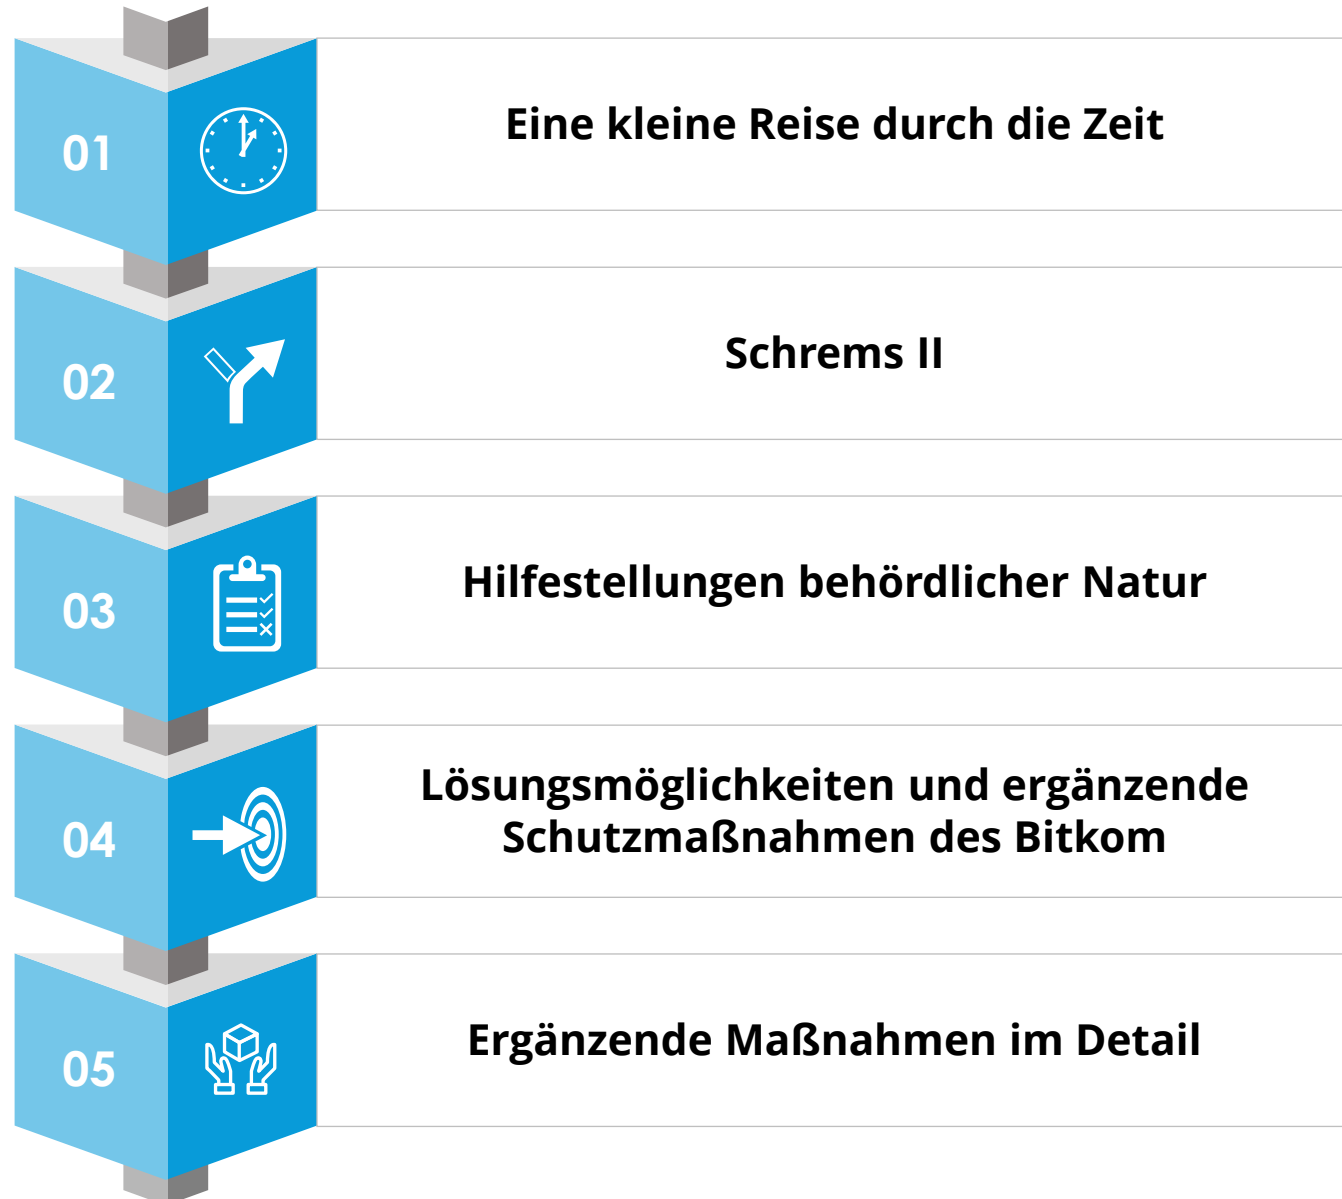 01
Eine kleine Reise durch die Zeit
02
Schrems II
03
Hilfestellungen behördlicher Natur
04
Lösungsmöglichkeiten und ergänzende
Schutzmaßnahmen des Bitkom
05
Ergänzende Maßnahmen im Detail